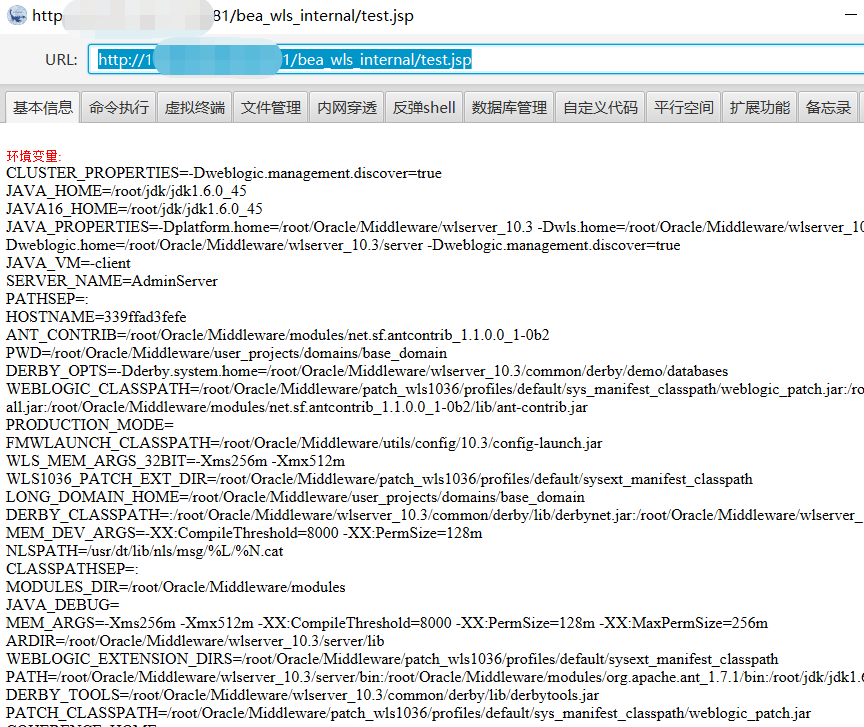 http 81/bea_wls_internal/test.jsp
URL: http://1 1/bea_wls_internal/test.jsp
基本信息 命令执行 虚拟终端 文件管理 内网穿透 反弹shell 数据库管理 自定义代码 平行空间 扩展功能 备忘录
环境变量:
CLUSTER_PROPERTIES=-Dweblogic.management.discover=true
JAVA_HOME=/root/jdk/jdk1.6.0_45
JAVA16_HOME=/root/jdk/jdk1.6.0_45
JAVA_PROPERTIES=-Dplatform.home=/root/Oracle/Middleware/wlserver_10.3 -Dwls.home=/root/Oracle/Middleware/wlserver_10
Dweblogic.home=/root/Oracle/Middleware/wlserver_10.3/server -Dweblogic.management.discover=true
JAVA_VM=-client
SERVER_NAME=AdminServer
PATHSEP=:
HOSTNAME=339ffad3fefe
ANT_CONTRIB=/root/Oracle/Middleware/modules/net.sf.antcontrib_1.1.0.0_1-0b2
PWD=/root/Oracle/Middleware/user_projects/domains/base_domain
DERBY_OPTS=-Dderby.system.home=/root/Oracle/Middleware/wlserver_10.3/common/derby/demo/databases
WEBLOGIC_CLASSPATH=/root/Oracle/Middleware/patch_wls1036/profiles/default/sys_manifest_classpath/weblogic_patch.jar:/ro
all.jar:/root/Oracle/Middleware/modules/net.sf.antcontrib_1.1.0.0_1-0b2/lib/ant-contrib.jar
PRODUCTION_MODE=
FMWLAUNCH_CLASSPATH=/root/Oracle/Middleware/utils/config/10.3/config-launch.jar
WLS_MEM_ARGS_32BIT=-Xms256m -Xmx512m
WLS1036_PATCH_EXT_DIR=/root/Oracle/Middleware/patch_wls1036/profiles/default/sysext_manifest_classpath
LONG_DOMAIN_HOME=/root/Oracle/Middleware/user_projects/domains/base_domain
DERBY_CLASSPATH=:/root/Oracle/Middleware/wlserver_10.3/common/derby/lib/derbynet.jar:/root/Oracle/Middleware/wlserver_
MEM_DEV_ARGS=-XX:CompileThreshold=8000 -XX:PermSize=128m
NLSPATH=/usr/dt/lib/nls/msg/%L/%N.cat
CLASSPATHSEP=:
MODULES_DIR=/root/Oracle/Middleware/modules
JAVA_DEBUG=
MEM_ARGS=-Xms256m -Xmx512m -XX:CompileThreshold=8000 -XX:PermSize=128m -XX:MaxPermSize=256m
ARDIR=/root/Oracle/Middleware/wlserver_10.3/server/lib
WEBLOGIC_EXTENSION_DIRS=/root/Oracle/Middleware/patch_wls1036/profiles/default/sysext_manifest_classpath
PATH=/root/Oracle/Middleware/wlserver_10.3/server/bin:/root/Oracle/Middleware/modules/org.apache.ant_1.7.1/bin:/root/jdk/jdk1.6
DERBY_TOOLS=/root/Oracle/Middleware/wlserver_10.3/common/derby/lib/derbytools.jar
PATCH_CLASSPATH=/root/Oracle/Middleware/patch_wls1036/profiles/default/sys_manifest_classpath/weblogic_patch.jar